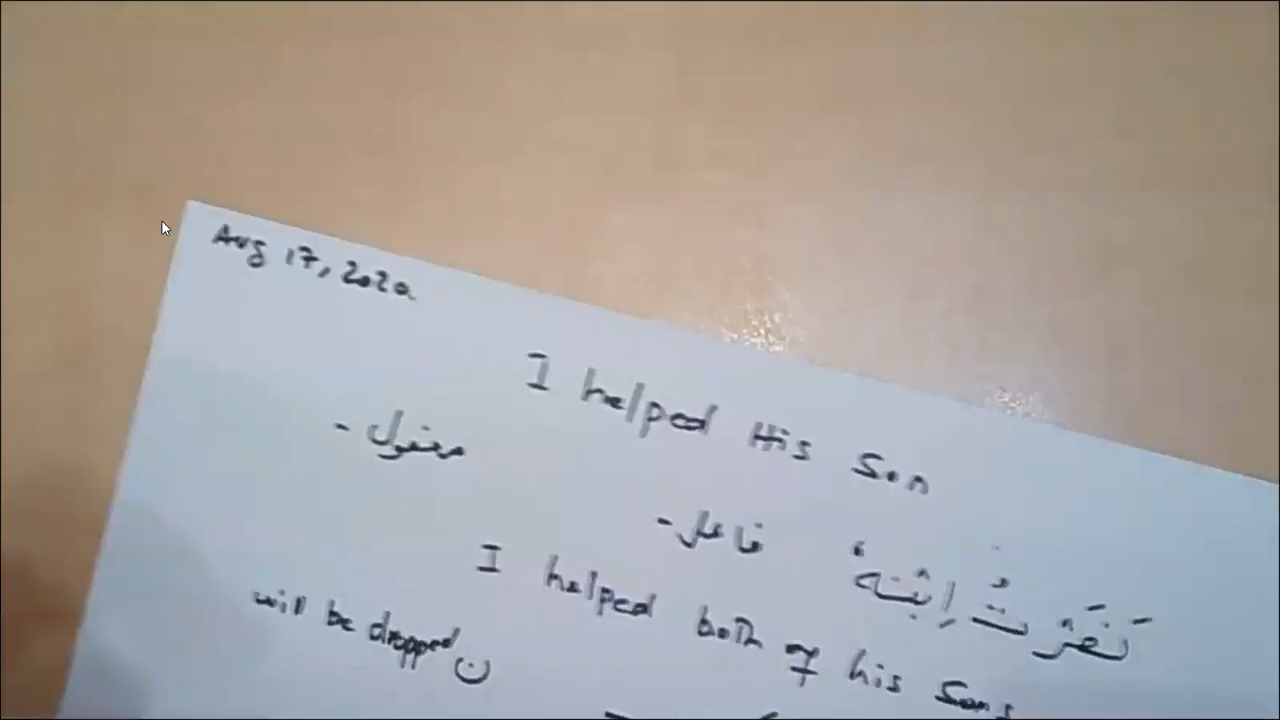 Aug 17, 2020
I helped His Son
مفعول -
فاعل -
نَصَرْتُ اِبْنَهُ
I helped both of his sons
will be dropped ن